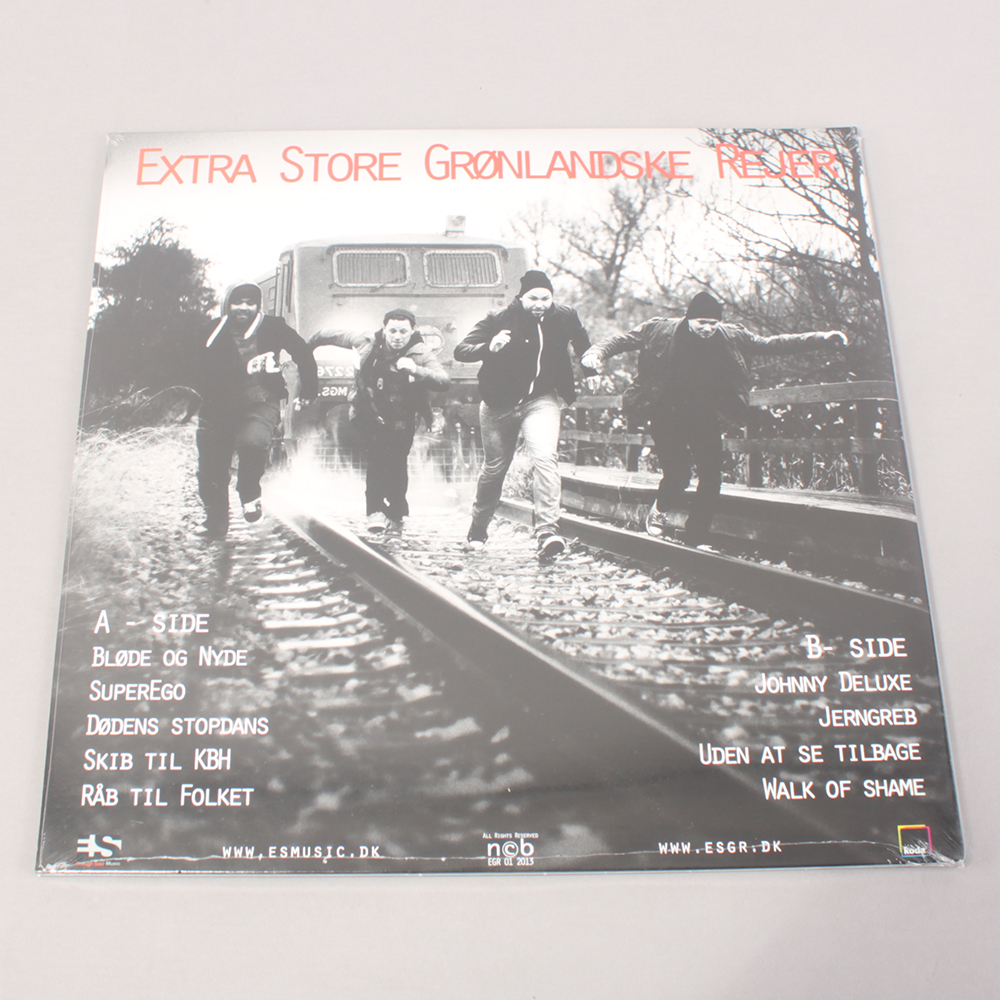 EXTRA STORE GRØNLANDSKE REJER
A - SIDE
BLØDE OG NYDE
SUPEREGO
DØDENS STOPDANS
SKIB TIL KBH
RÅB TIL FOLKET
B- SIDE
JOHNNY DELUXE
JERNGREB
UDEN AT SE TILBAGE
WALK OF SHAME
ES
WWW.ESMUSIC.DK
ALL RIGHTS RESERVED
n©b
EGR 01 2013
WWW.ESGR.DK
koda